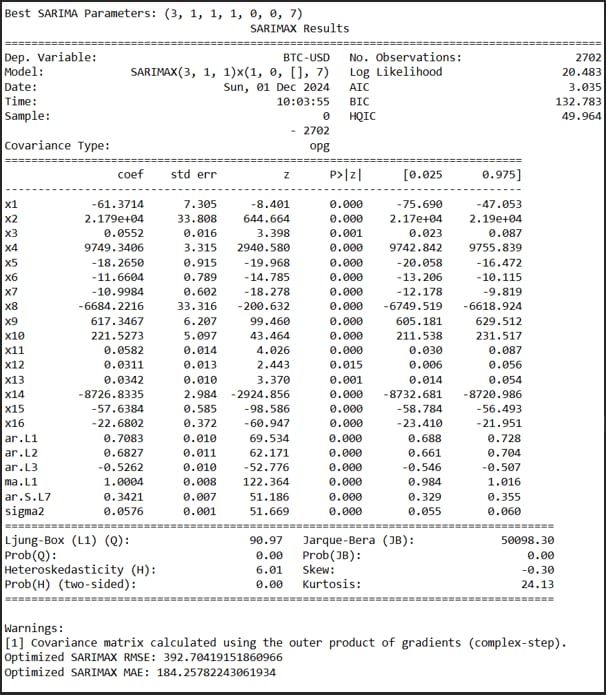 Best SARIMA Parameters: (3, 1, 1, 1, 0, 0, 7)
SARIMAX Results
Dep. Variable: BTC-USD No. Observations: 2702
Model: SARIMAX(3, 1, 1)x(1, 0, [], 7) Log Likelihood 20.483
Date: Sun, 01 Dec 2024 AIC 3.035
Time: 10:03:55 BIC 132.783
Sample: 0 HQIC 49.964
- 2702
Covariance Type: opg
coef std err z P>|z| [0.025 0.975]
x1 -61.3714 7.305 -8.401 0.000 -75.690 -47.053
x2 2.179e+04 33.808 644.664 0.000 2.17e+04 2.19e+04
x3 0.0552 0.016 3.398 0.001 0.023 0.087
x4 9749.3406 3.315 2940.580 0.000 9742.842 9755.839
x5 -18.2650 0.915 -19.968 0.000 -20.058 -16.472
x6 -11.6604 0.789 -14.785 0.000 -13.206 -10.115
x7 -10.9984 0.602 -18.278 0.000 -12.178 -9.819
x8 -6684.2216 33.316 -200.632 0.000 -6749.519 -6618.924
x9 617.3467 6.207 99.460 0.000 605.181 629.512
x10 221.5273 5.097 43.464 0.000 211.538 231.517
x11 0.0582 0.014 4.026 0.000 0.030 0.087
x12 0.0311 0.013 2.443 0.015 0.006 0.056
x13 0.0342 0.010 3.370 0.001 0.014 0.054
x14 -8726.8335 2.984 -2924.856 0.000 -8732.681 -8720.986
x15 -57.6384 0.585 -98.586 0.000 -58.784 -56.493
x16 -22.6802 0.372 -60.947 0.000 -23.410 -21.951
ar.L1 0.7083 0.010 69.534 0.000 0.688 0.728
ar.L2 0.6827 0.011 62.171 0.000 0.661 0.704
ar.L3 -0.5262 0.010 -52.776 0.000 -0.546 -0.507
ma.L1 1.0004 0.008 122.364 0.000 0.984 1.016
ar.S.L7 0.3421 0.007 51.186 0.000 0.329 0.355
sigma2 0.0576 0.001 51.669 0.000 0.055 0.060
Ljung-Box (L1) (Q): 90.97 Jarque-Bera (JB): 50098.30
Prob(Q): 0.00 Prob(JB): 0.00
Heteroskedasticity (H): 6.01 Skew: -0.30
Prob(H) (two-sided): 0.00 Kurtosis: 24.13
Warnings:
[1] Covariance matrix calculated using the outer product of gradients (complex-step).
Optimized SARIMAX RMSE: 392.70419151860966
Optimized SARIMAX MAE: 184.25782243061934